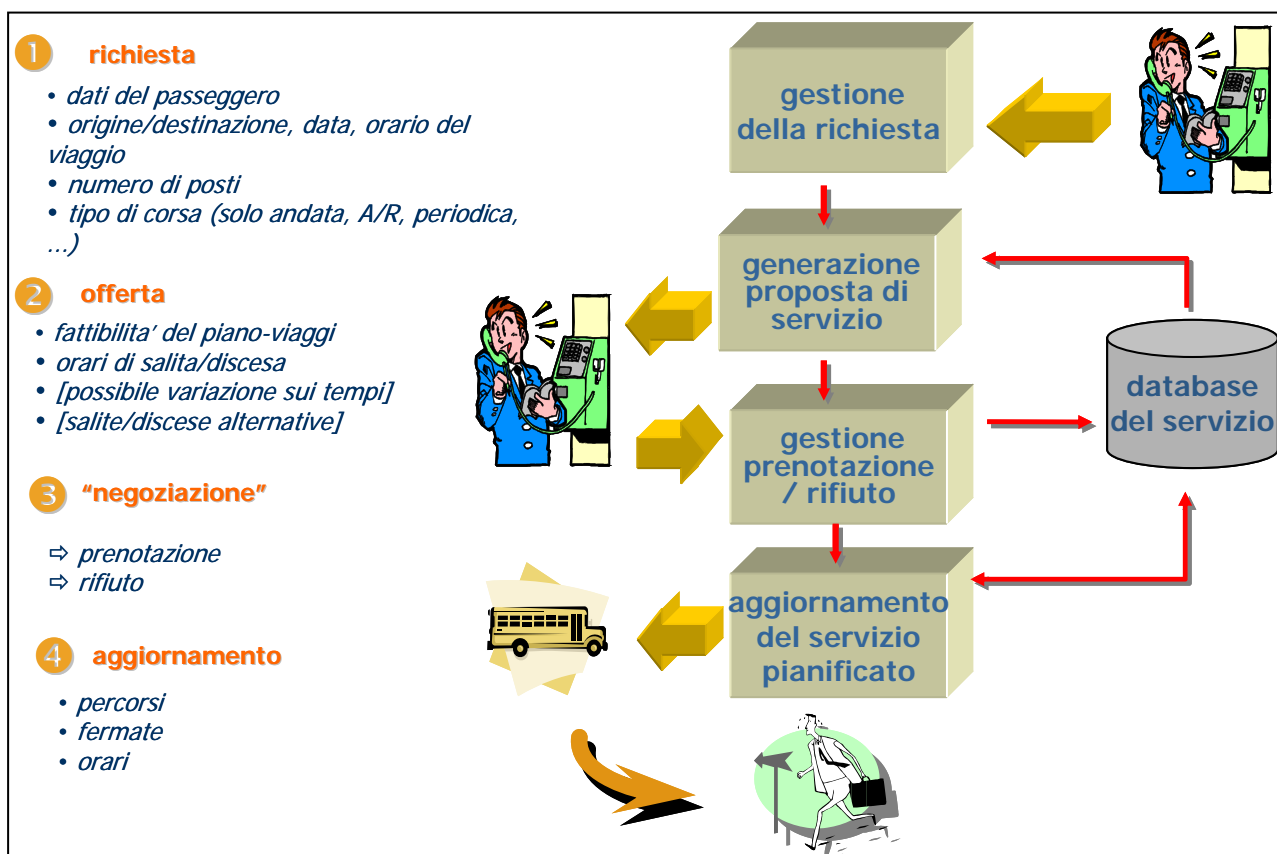 1 richiesta
• dati del passeggero
• origine/destinazione, data, orario del
viaggio
• numero di posti
• tipo di corsa (solo andata, A/R, periodica,
...)
2 offerta
• fattibilita' del piano-viaggi
• orari di salita/discesa
• [possibile variazione sui tempi]
• [salite/discese alternative]
3 “negoziazione”
⇨ prenotazione
⇨ rifiuto
4 aggiornamento
• percorsi
• fermate
• orari
gestione
della richiesta
generazione
proposta di
servizio
gestione
prenotazione
/ rifiuto
aggiornamento
del servizio
pianificato
database
del servizio